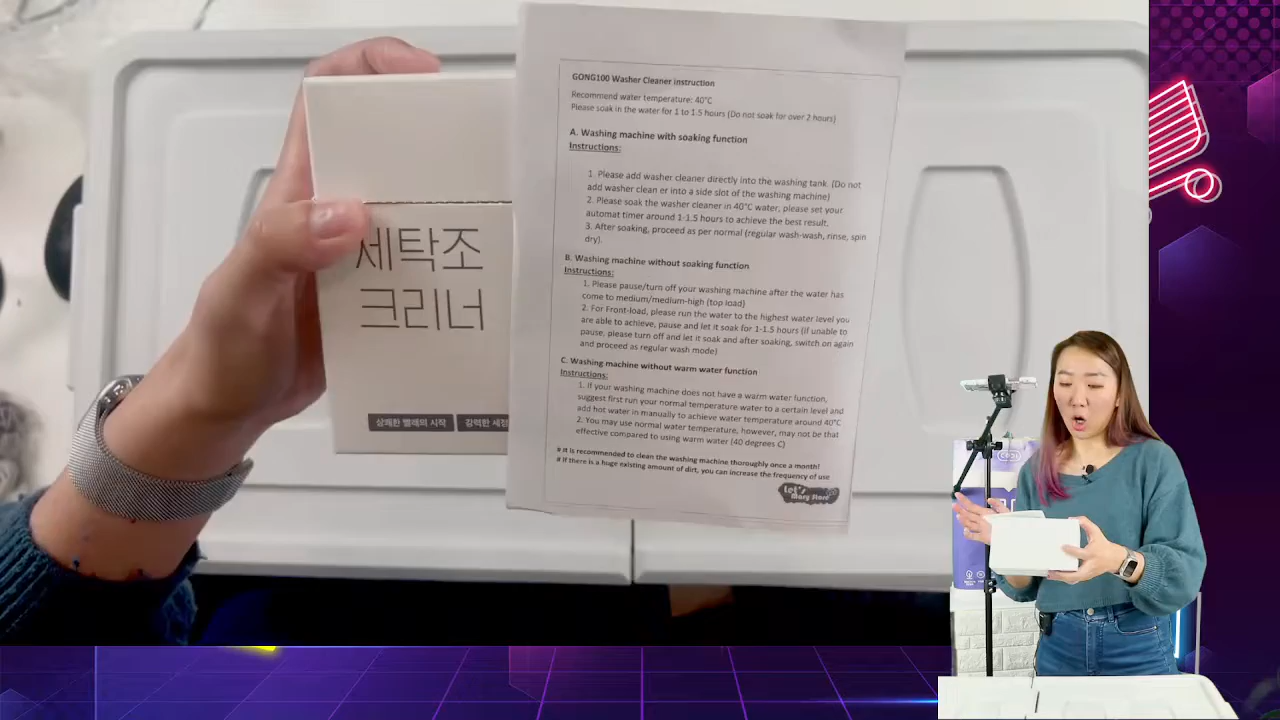 세탁조
크리너
상쾌한 빨래의 시작
강력한 세정
GONG100 Washer Cleaner instruction
Recommend water temperature: 40°C
Please soak in the water for 1 to 1.5 hours (Do not soak for over 2 hours)
A. Washing machine with soaking function
Instructions:
1. Please add washer cleaner directly into the washing tank. (Do not
add washer clean er into a side slot of the washing machine)
2. Please soak the washer cleaner in 40°C water, please set your
automat timer around 1-1.5 hours to achieve the best result.
3. After soaking, proceed as per normal (regular wash-wash, rinse, spin
dry).
B. Washing machine without soaking function
Instructions:
1. Please pause/turn off your washing machine after the water has
come to medium/medium-high (top load)
2. For Front-load, please run the water to the highest water level you
are able to achieve, pause and let it soak for 1-1.5 hours (If unable to
pause, please turn off and let it soak and after soaking, switch on again
and proceed as regular wash mode)
C. Washing machine without warm water function
Instructions:
1. If your washing machine does not have a warm water function,
suggest first run your normal temperature water to a certain level and
add hot water in manually to achieve water temperature around 40°C
2. You may use normal water temperature, however, may not be that
effective compared to using warm water (40 degrees C)
# It is recommended to clean the washing machine thoroughly once a month!
# If there is a huge existing amount of dirt, you can increase the frequency of use
Let's
Mary Store